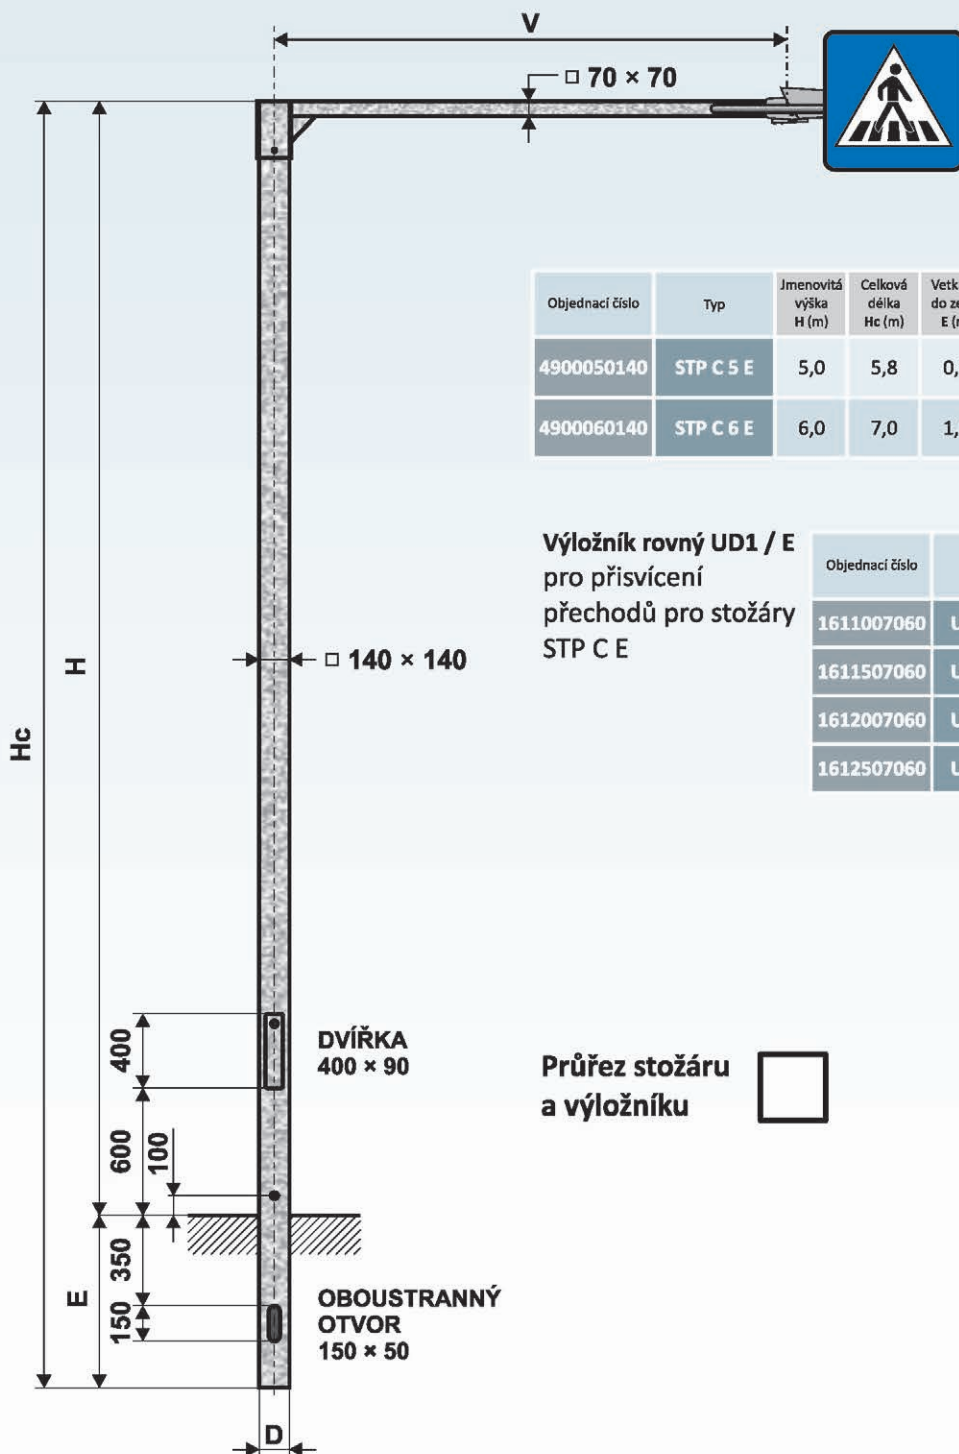 V
□ 70 × 70
Objednací číslo
Typ
Jmenovitá
výška
H (m)
Celková
délka
Hc (m)
4900050140 STP C 5 E 5,0 5,8
4900060140 STP C 6 E 6,0 7,0
Výložník rovný UD1 / E
pro přisvícení
přechodů pro stožáry
STP C E
Objednací číslo
1611007060
1611507060
1612007060
1612507060
H
Hc
□ 140 × 140
400
DVÍŘKA
400 × 90
600
100
Průřez stožáru
a výložníku
350
E
150
OBOUSTRANNÝ
OTVOR
150 × 50
D